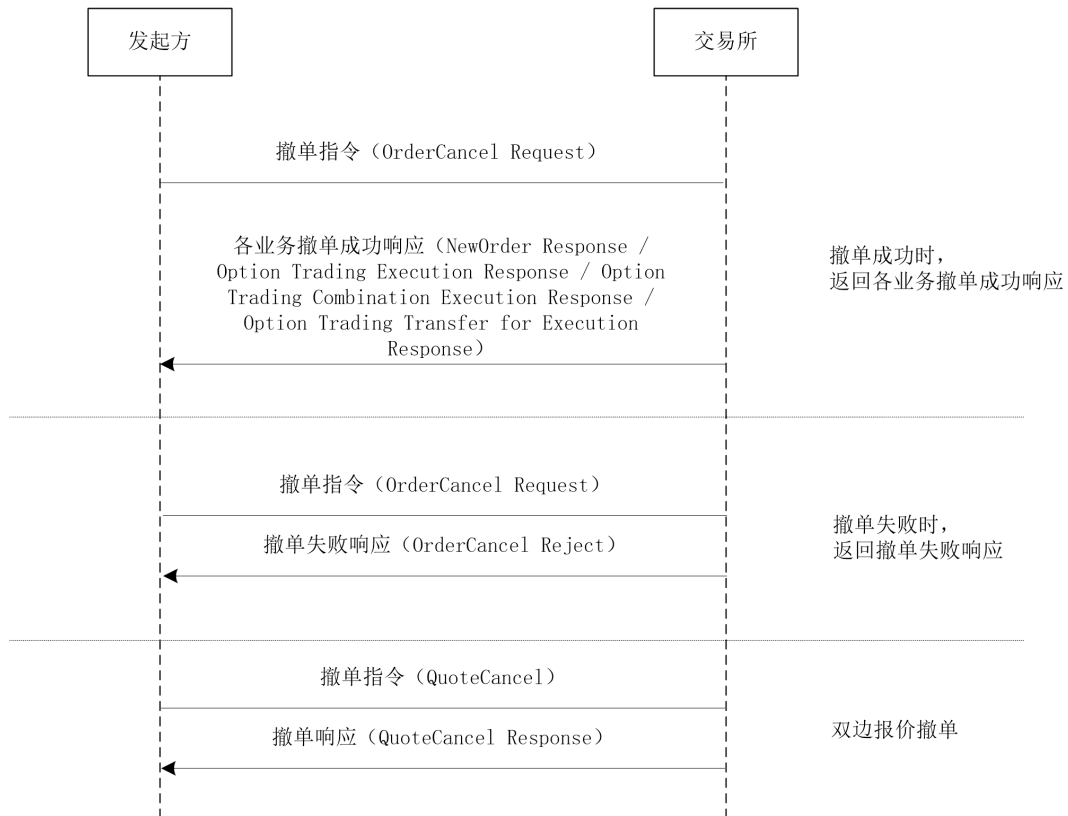 发起方
交易所
撤单指令（OrderCancel Request）
各业务撤单成功响应（NewOrder Response /
Option Trading Execution Response / Option
Trading Combination Execution Response /
Option Trading Transfer for Execution
Response）
撤单成功时，
返回各业务撤单成功响应
撤单指令（OrderCancel Request）
撤单失败响应（OrderCancel Reject）
撤单失败时，
返回撤单失败响应
撤单指令（QuoteCancel）
撤单响应（QuoteCancel Response）
双边报价撤单